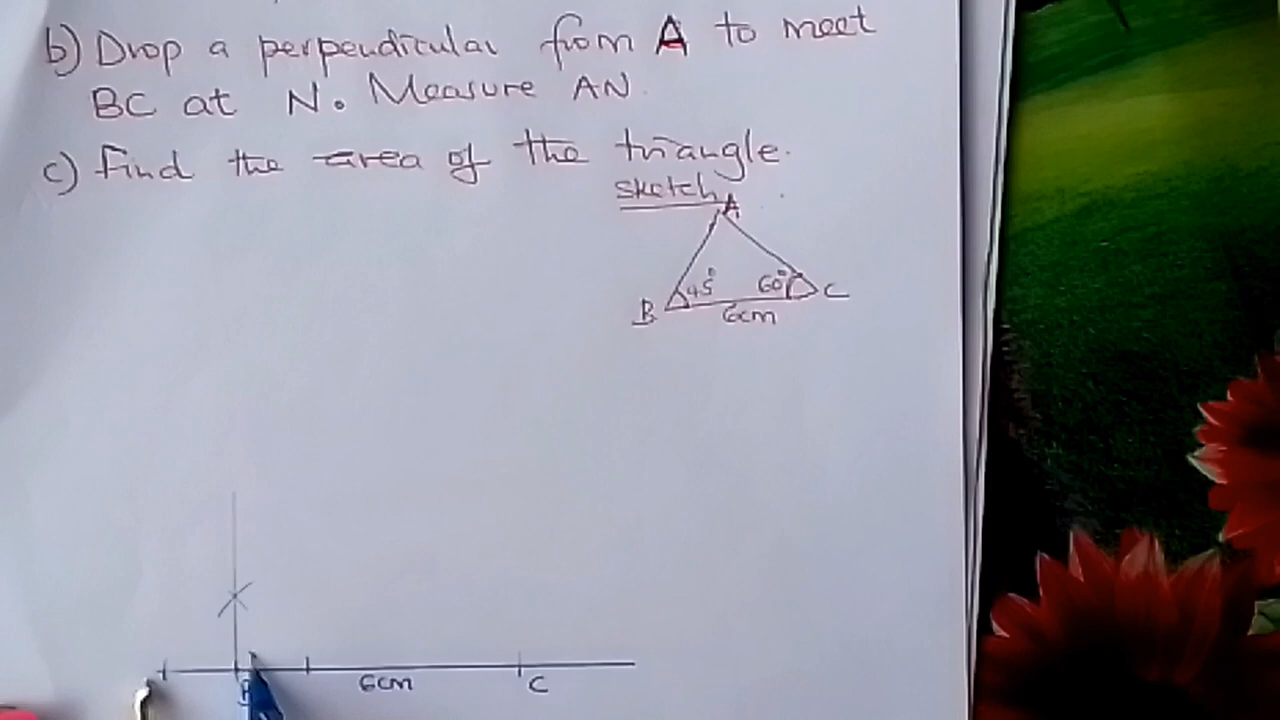 b) Drop a perpendicular from A to meet
BC at N. Measure AN.
c) Find the area of the triangle.
sketch
A
45° 60°
B C
6cm
B 6cm C